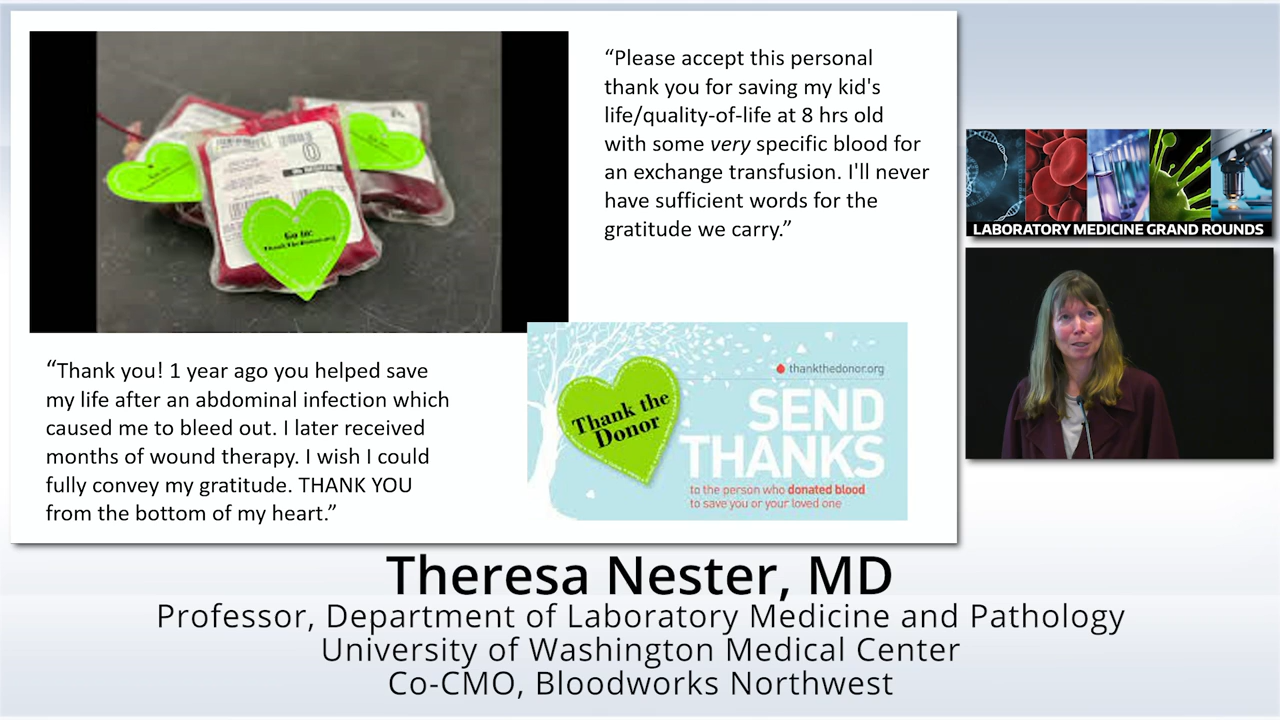 “Please accept this personal
thank you for saving my kid's
life/quality-of-life at 8 hrs old
with some very specific blood for
an exchange transfusion. I'll never
have sufficient words for the
gratitude we carry.”
O
Go to:
ThankTheDonor.org
“Thank you! 1 year ago you helped save
my life after an abdominal infection which
caused me to bleed out. I later received
months of wound therapy. I wish I could
fully convey my gratitude. THANK YOU
from the bottom of my heart.”
thankthedonor.org
Thank the
Donor
SEND
THANKS
to the person who donated blood
to save you or your loved one
LABORATORY MEDICINE GRAND ROUNDS
Theresa Nester, MD
Professor, Department of Laboratory Medicine and Pathology
University of Washington Medical Center
Co-CMO, Bloodworks Northwest